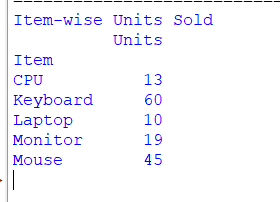 Item-wise Units Sold
Units
Item
CPU 13
Keyboard 60
Laptop 10
Monitor 19
Mouse 45